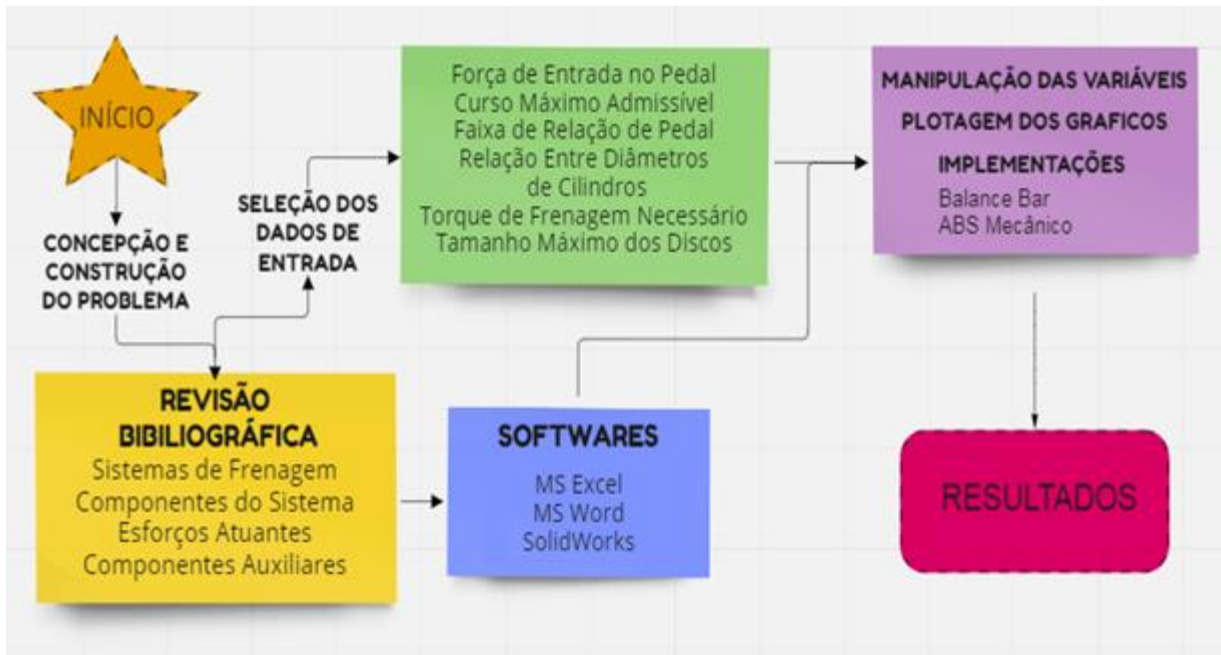 INÍCIO
CONCEPÇÃO E
CONSTRUÇÃO
DO PROBLEMA
REVISÃO
BIBILIOGRÁFICA
Sistemas de Frenagem
Componentes do Sistema
Esforços Atuantes
Componentes Auxiliares
SELEÇÃO DOS
DADOS DE
ENTRADA
Força de Entrada no Pedal
Curso Máximo Admissível
Faixa de Relação de Pedal
Relação Entre Diâmetros
de Cilindros
Torque de Frenagem Necessário
Tamanho Máximo dos Discos
SOFTWARES
MS Excel
MS Word
SolidWorks
MANIPULAÇÃO DAS VARIÁVEIS
PLOTAGEM DOS GRAFICOS
IMPLEMENTAÇÕES
Balance Bar
ABS Mecânico
RESULTADOS